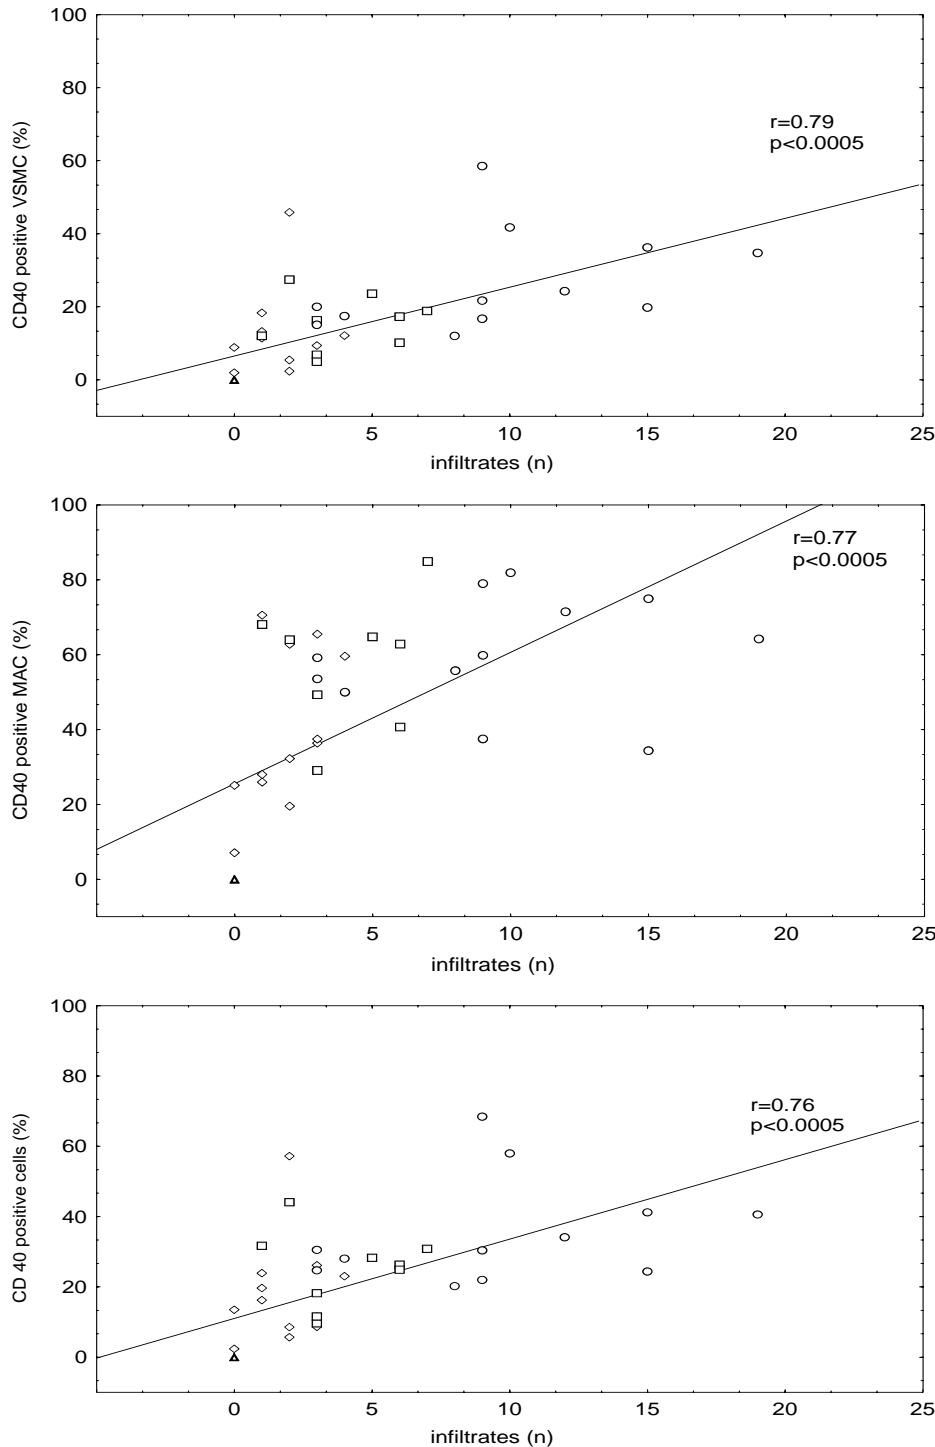 100
80
60
40
20
0
CD40 positive VSMC (%)
r=0.79
p<0.0005
0 5 10 15 20 25
infiltrates (n)
100
80
60
40
20
0
CD40 positive MAC (%)
r=0.77
p<0.0005
0 5 10 15 20 25
infiltrates (n)
100
80
60
40
20
0
CD 40 positive cells (%)
r=0.76
p<0.0005
0 5 10 15 20 25
infiltrates (n)